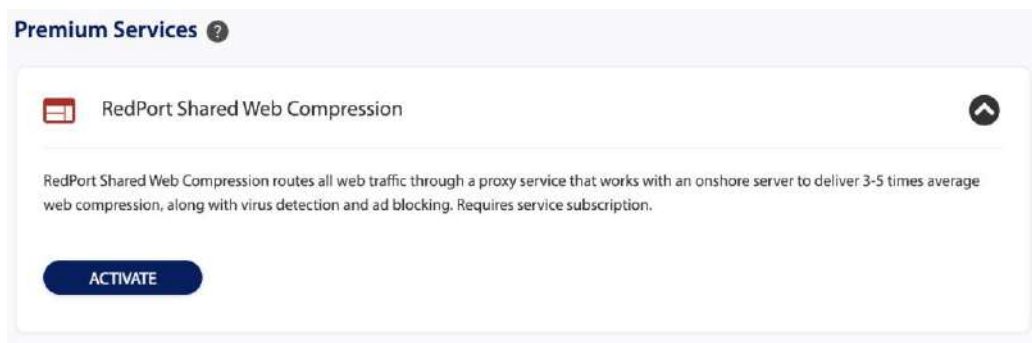 Premium Services ?
RedPort Shared Web Compression
RedPort Shared Web Compression routes all web traffic through a proxy service that works with an onshore server to deliver 3-5 times average
web compression, along with virus detection and ad blocking. Requires service subscription.
ACTIVATE